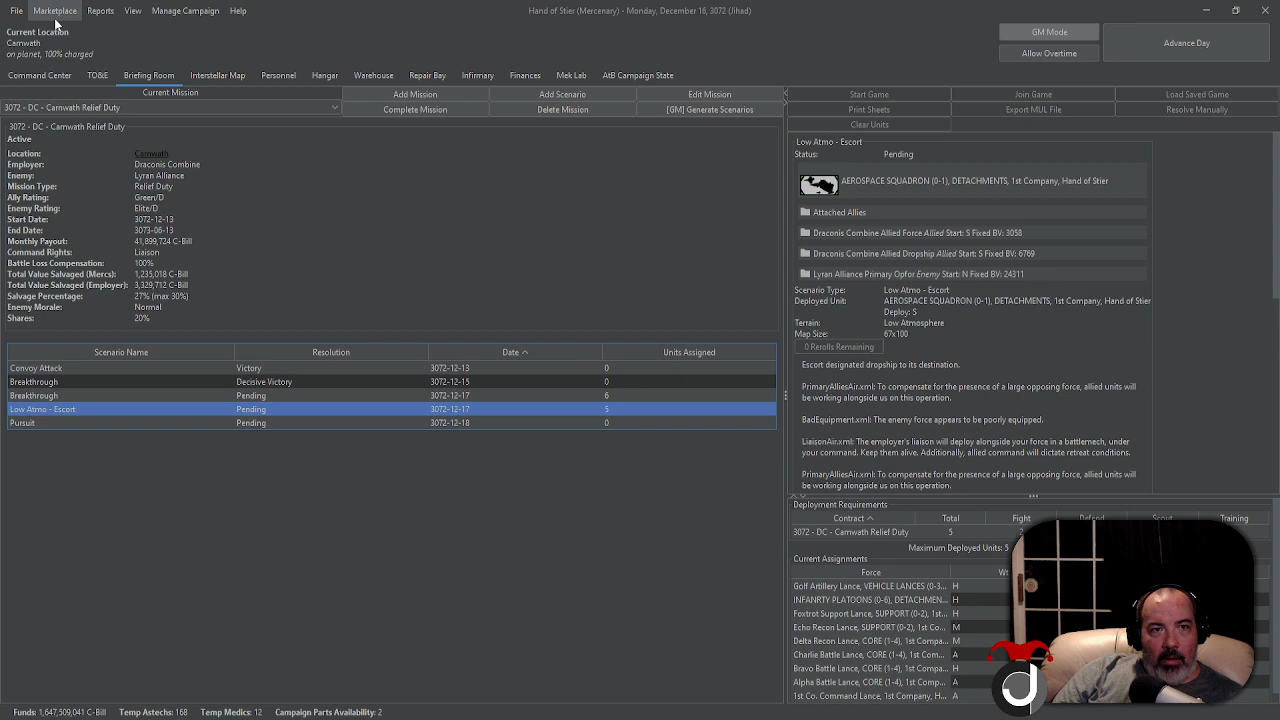 File Marketplace Reports View Manage Campaign Help Hand of Stier (Mercenary) - Monday, December 16, 3072 (Jihad)
Current Location
Carnwath
on planet, 100% charged
GM Mode
Allow Overtime
Advance Day
Command Center TO&E Briefing Room Interstellar Map Personnel Hangar Warehouse Repair Bay Infirmary Finances Mek Lab AtB Campaign State
Current Mission
3072 - DC - Carnwath Relief Duty
Add Mission Add Scenario Edit Mission
Complete Mission Delete Mission [GM] Generate Scenarios
3072 - DC - Carnwath Relief Duty
Active
Location: Carnwath
Employer: Draconis Combine
Enemy: Lyran Alliance
Mission Type: Relief Duty
Ally Rating: Green/D
Enemy Rating: Elite/D
Start Date: 3072-12-13
End Date: 3073-06-13
Monthly Payout: 41,899,724 C-Bill
Command Rights: Liaison
Battle Loss Compensation: 100%
Total Value Salvaged (Mercs): 1,235,018 C-Bill
Total Value Salvaged (Employer): 3,329,712 C-Bill
Salvage Percentage: 27% (max 30%)
Enemy Morale: Normal
Shares: 20%
Scenario Name Resolution Date Units Assigned
Convoy Attack Victory 3072-12-13 0
Breakthrough Decisive Victory 3072-12-15 0
Breakthrough Pending 3072-12-17 6
Low Atmo - Escort Pending 3072-12-17 5
Pursuit Pending 3072-12-18 0
Start Game Join Game Load Saved Game
Print Sheets Export MUL File Resolve Manually
Clear Units
Low Atmo - Escort
Status: Pending
AEROSPACE SQUADRON (0-1), DETACHMENTS, 1st Company, Hand of Stier
Attached Allies
Draconis Combine Allied Force Allied Start: S Fixed BV: 3058
Draconis Combine Allied Dropship Allied Start: S Fixed BV: 6769
Lyran Alliance Primary Opfor Enemy Start: N Fixed BV: 24311
Scenario Type: Low Atmo - Escort
Deployed Unit: AEROSPACE SQUADRON (0-1), DETACHMENTS, 1st Company, Hand of Stier
Deploy: S
Terrain: Low Atmosphere
Map Size: 67x100
0 Rerolls Remaining
Escort designated dropship to its destination.
PrimaryAlliesAir.xml: To compensate for the presence of a large opposing force, allied units will
be working alongside us on this operation.
BadEquipment.xml: The enemy force appears to be poorly equipped.
LiaisonAir.xml: The employer's liaison will deploy alongside your force in a battlemech, under
your command. Keep them alive. Additionally, allied command will dictate retreat conditions.
PrimaryAlliesAir.xml: To compensate for the presence of a large opposing force, allied units will
be working alongside us on this operation.
Deployment Requirements
Contract Total Fight Defend Scout Training
3072 - DC - Carnwath Relief Duty 5
Maximum Deployed Units: 5
Current Assignments
Force
Golf Artillery Lance, VEHICLE LANCES (0-3... H
INFANRTY PLATOONS (0-6), DETACHMEN... H
Foxtrot Support Lance, SUPPORT (0-2), 1st... H
Echo Recon Lance, SUPPORT (0-2), 1st Co... M
Delta Recon Lance, CORE (1-4), 1st Compa... M
Charlie Battle Lance, CORE (1-4), 1st Com... A
Bravo Battle Lance, CORE (1-4), 1st Comp... H
Alpha Battle Lance, CORE (1-4), 1st Comp... A
1st Co. Command Lance, 1st Company, H... A
Funds: 1,647,509,041 C-Bill Temp Astechs: 168 Temp Medics: 12 Campaign Parts Availability: 2